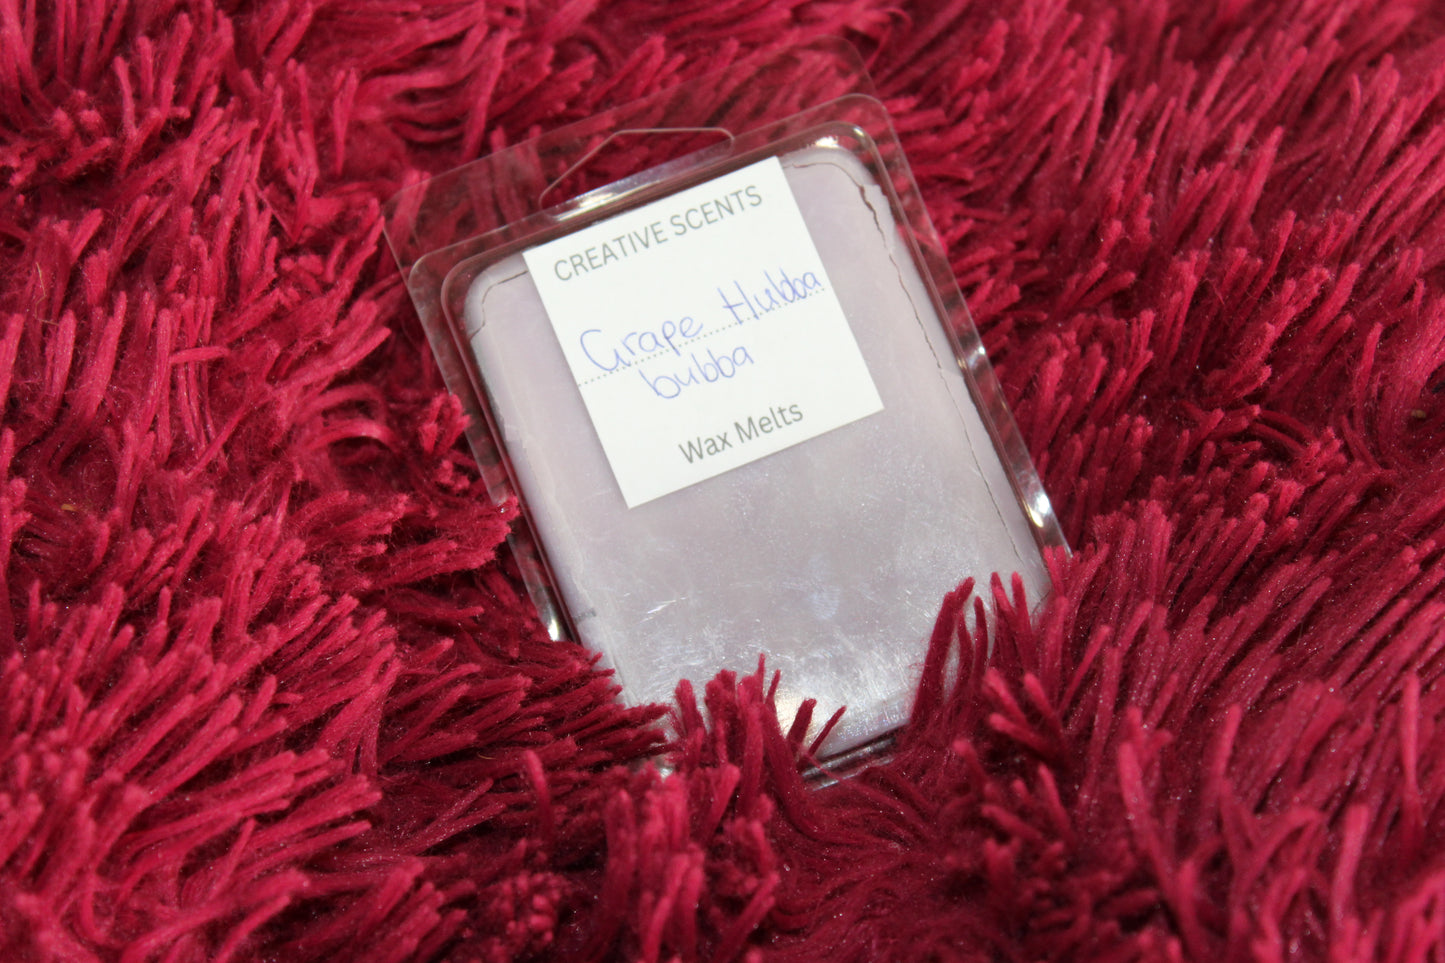 CREATIVE SCENTS
Grape Hubba
bubba
Wax Melts